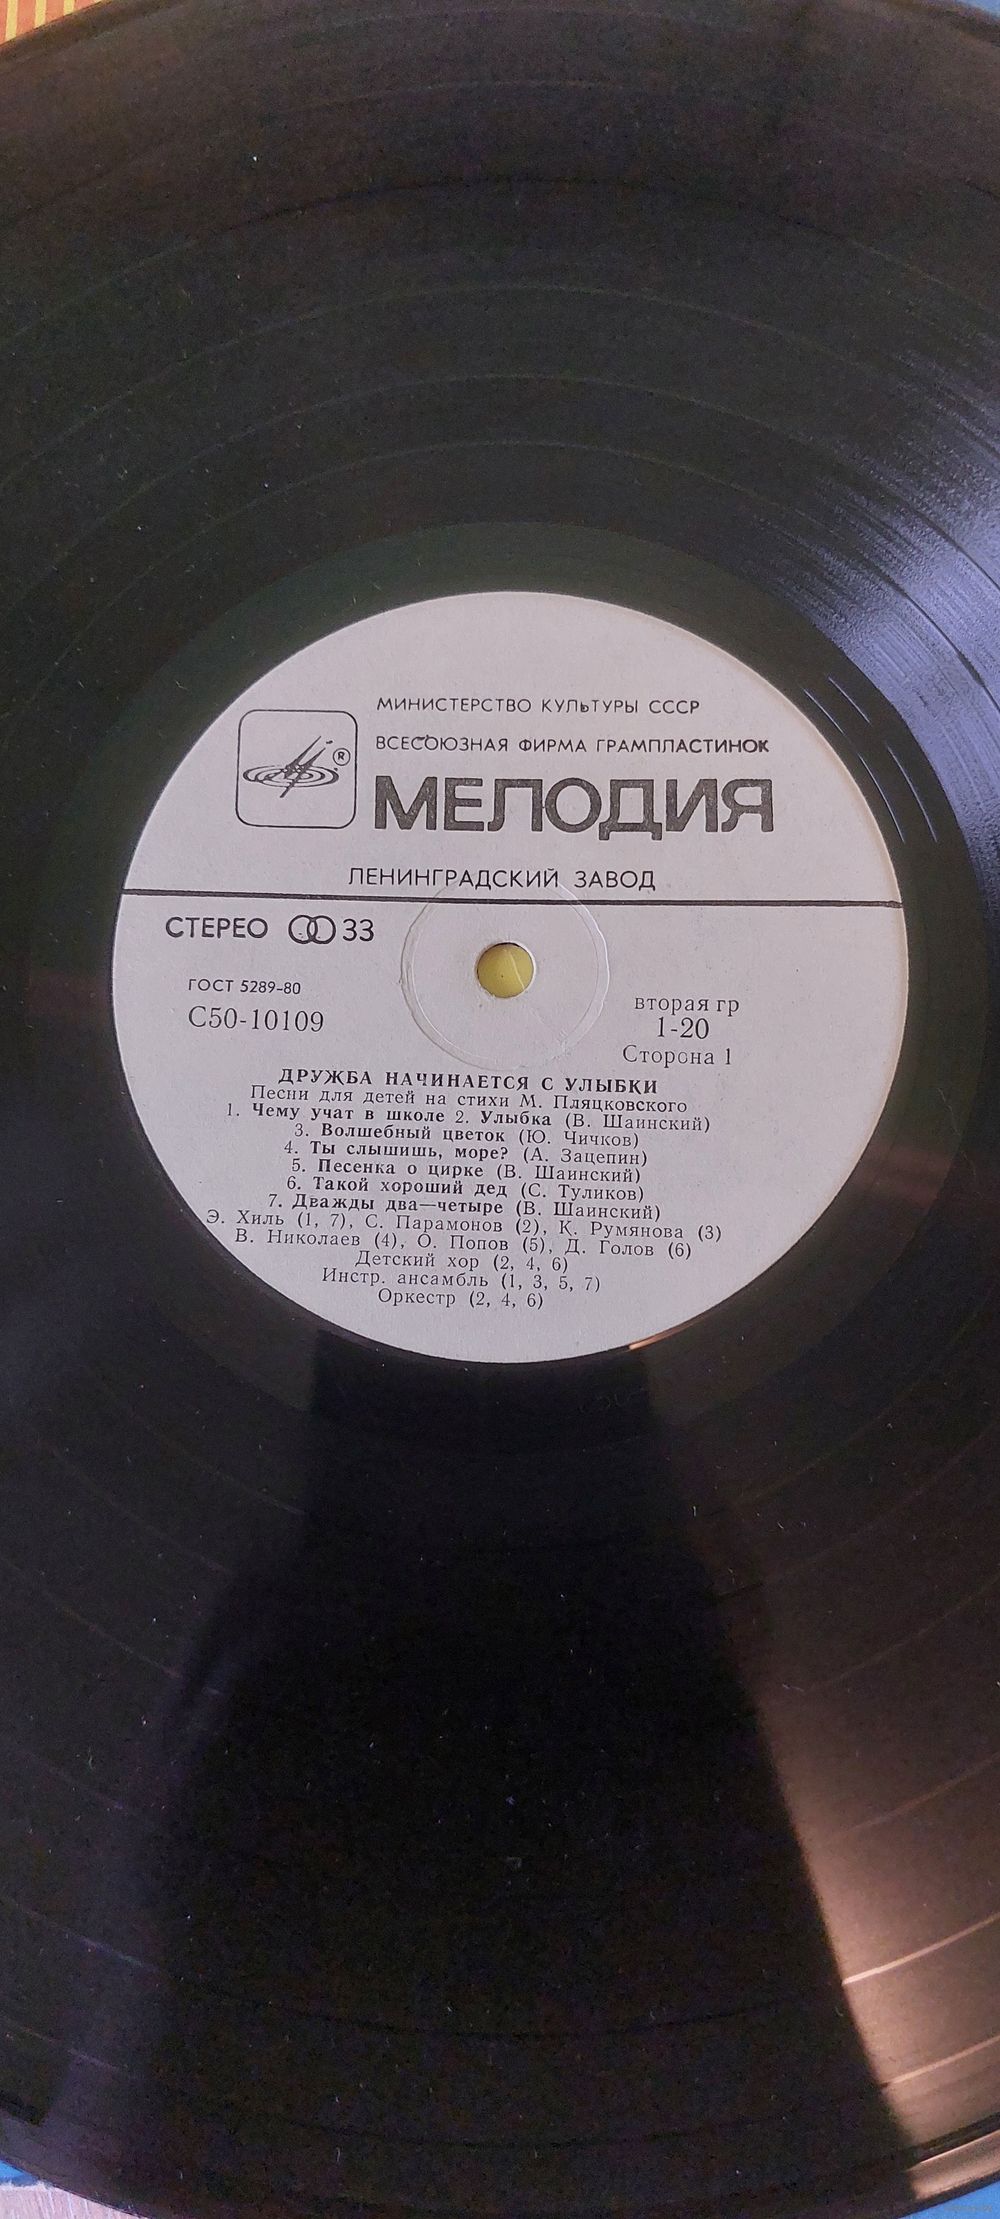 МИНИСТЕРСТВО КУЛЬТУРЫ СССР
ВСЕСОЮЗНАЯ ФИРМА ГРАМПЛАСТИНОК
®
МЕЛОДИЯ
ЛЕНИНГРАДСКИЙ ЗАВОД
СТЕРЕО 33
ГОСТ 5289-80
С50-10109
вторая гр
1-20
Сторона 1
ДРУЖБА НАЧИНАЕТСЯ С УЛЫБКИ
Песни для детей на стихи М. Пляцковского
1. Чему учат в школе 2. Улыбка (В. Шаинский)
3. Волшебный цветок (Ю. Чичков)
4. Ты слышишь, море? (А. Зацепин)
5. Песенка о цирке (В. Шаинский)
6. Такой хороший дед (С. Туликов)
7. Дважды два—четыре (В. Шаинский)
Э. Хиль (1, 7), С. Парамонов (2), К. Румянова (3)
В. Николаев (4), О. Попов (5), Д. Голов (6)
Детский хор (2, 4, 6)
Инстр. ансамбль (1, 3, 5, 7)
Оркестр (2, 4, 6)